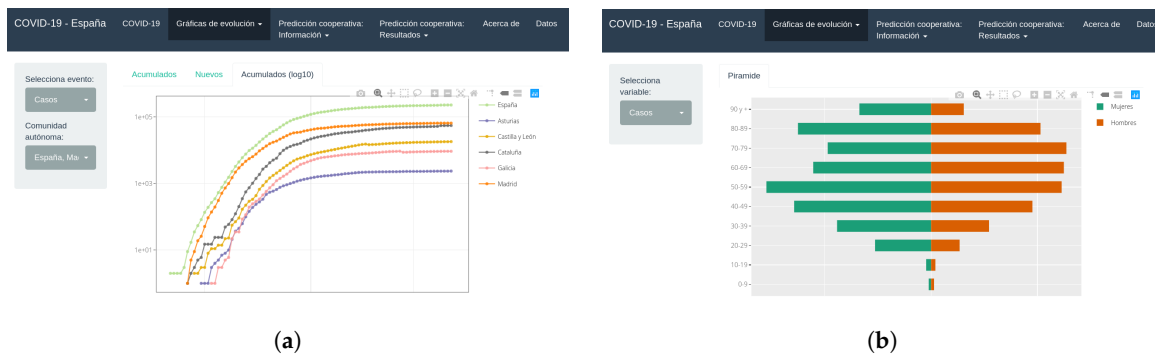 COVID-19 - España
COVID-19
Gráficas de evolución
Predicción cooperativa:
Información
Predicción cooperativa:
Resultados
Acerca de
Datos
Selecciona evento:
Casos
Comunidad
autónoma:
España, Ma
Acumulados
Nuevos
Acumulados (log10)
1e+05
1e+03
1e+01
España
Asturias
Castilla y León
Cataluña
Galicia
Madrid
(a)
COVID-19 - España
COVID-19
Gráficas de evolución
Predicción cooperativa:
Información
Predicción cooperativa:
Resultados
Acerca de
Datos
Selecciona
variable:
Casos
Piramide
90 y +
80-89
70-79
60-69
50-59
40-49
30-39
20-29
10-19
0-9
Mujeres
Hombres
(b)